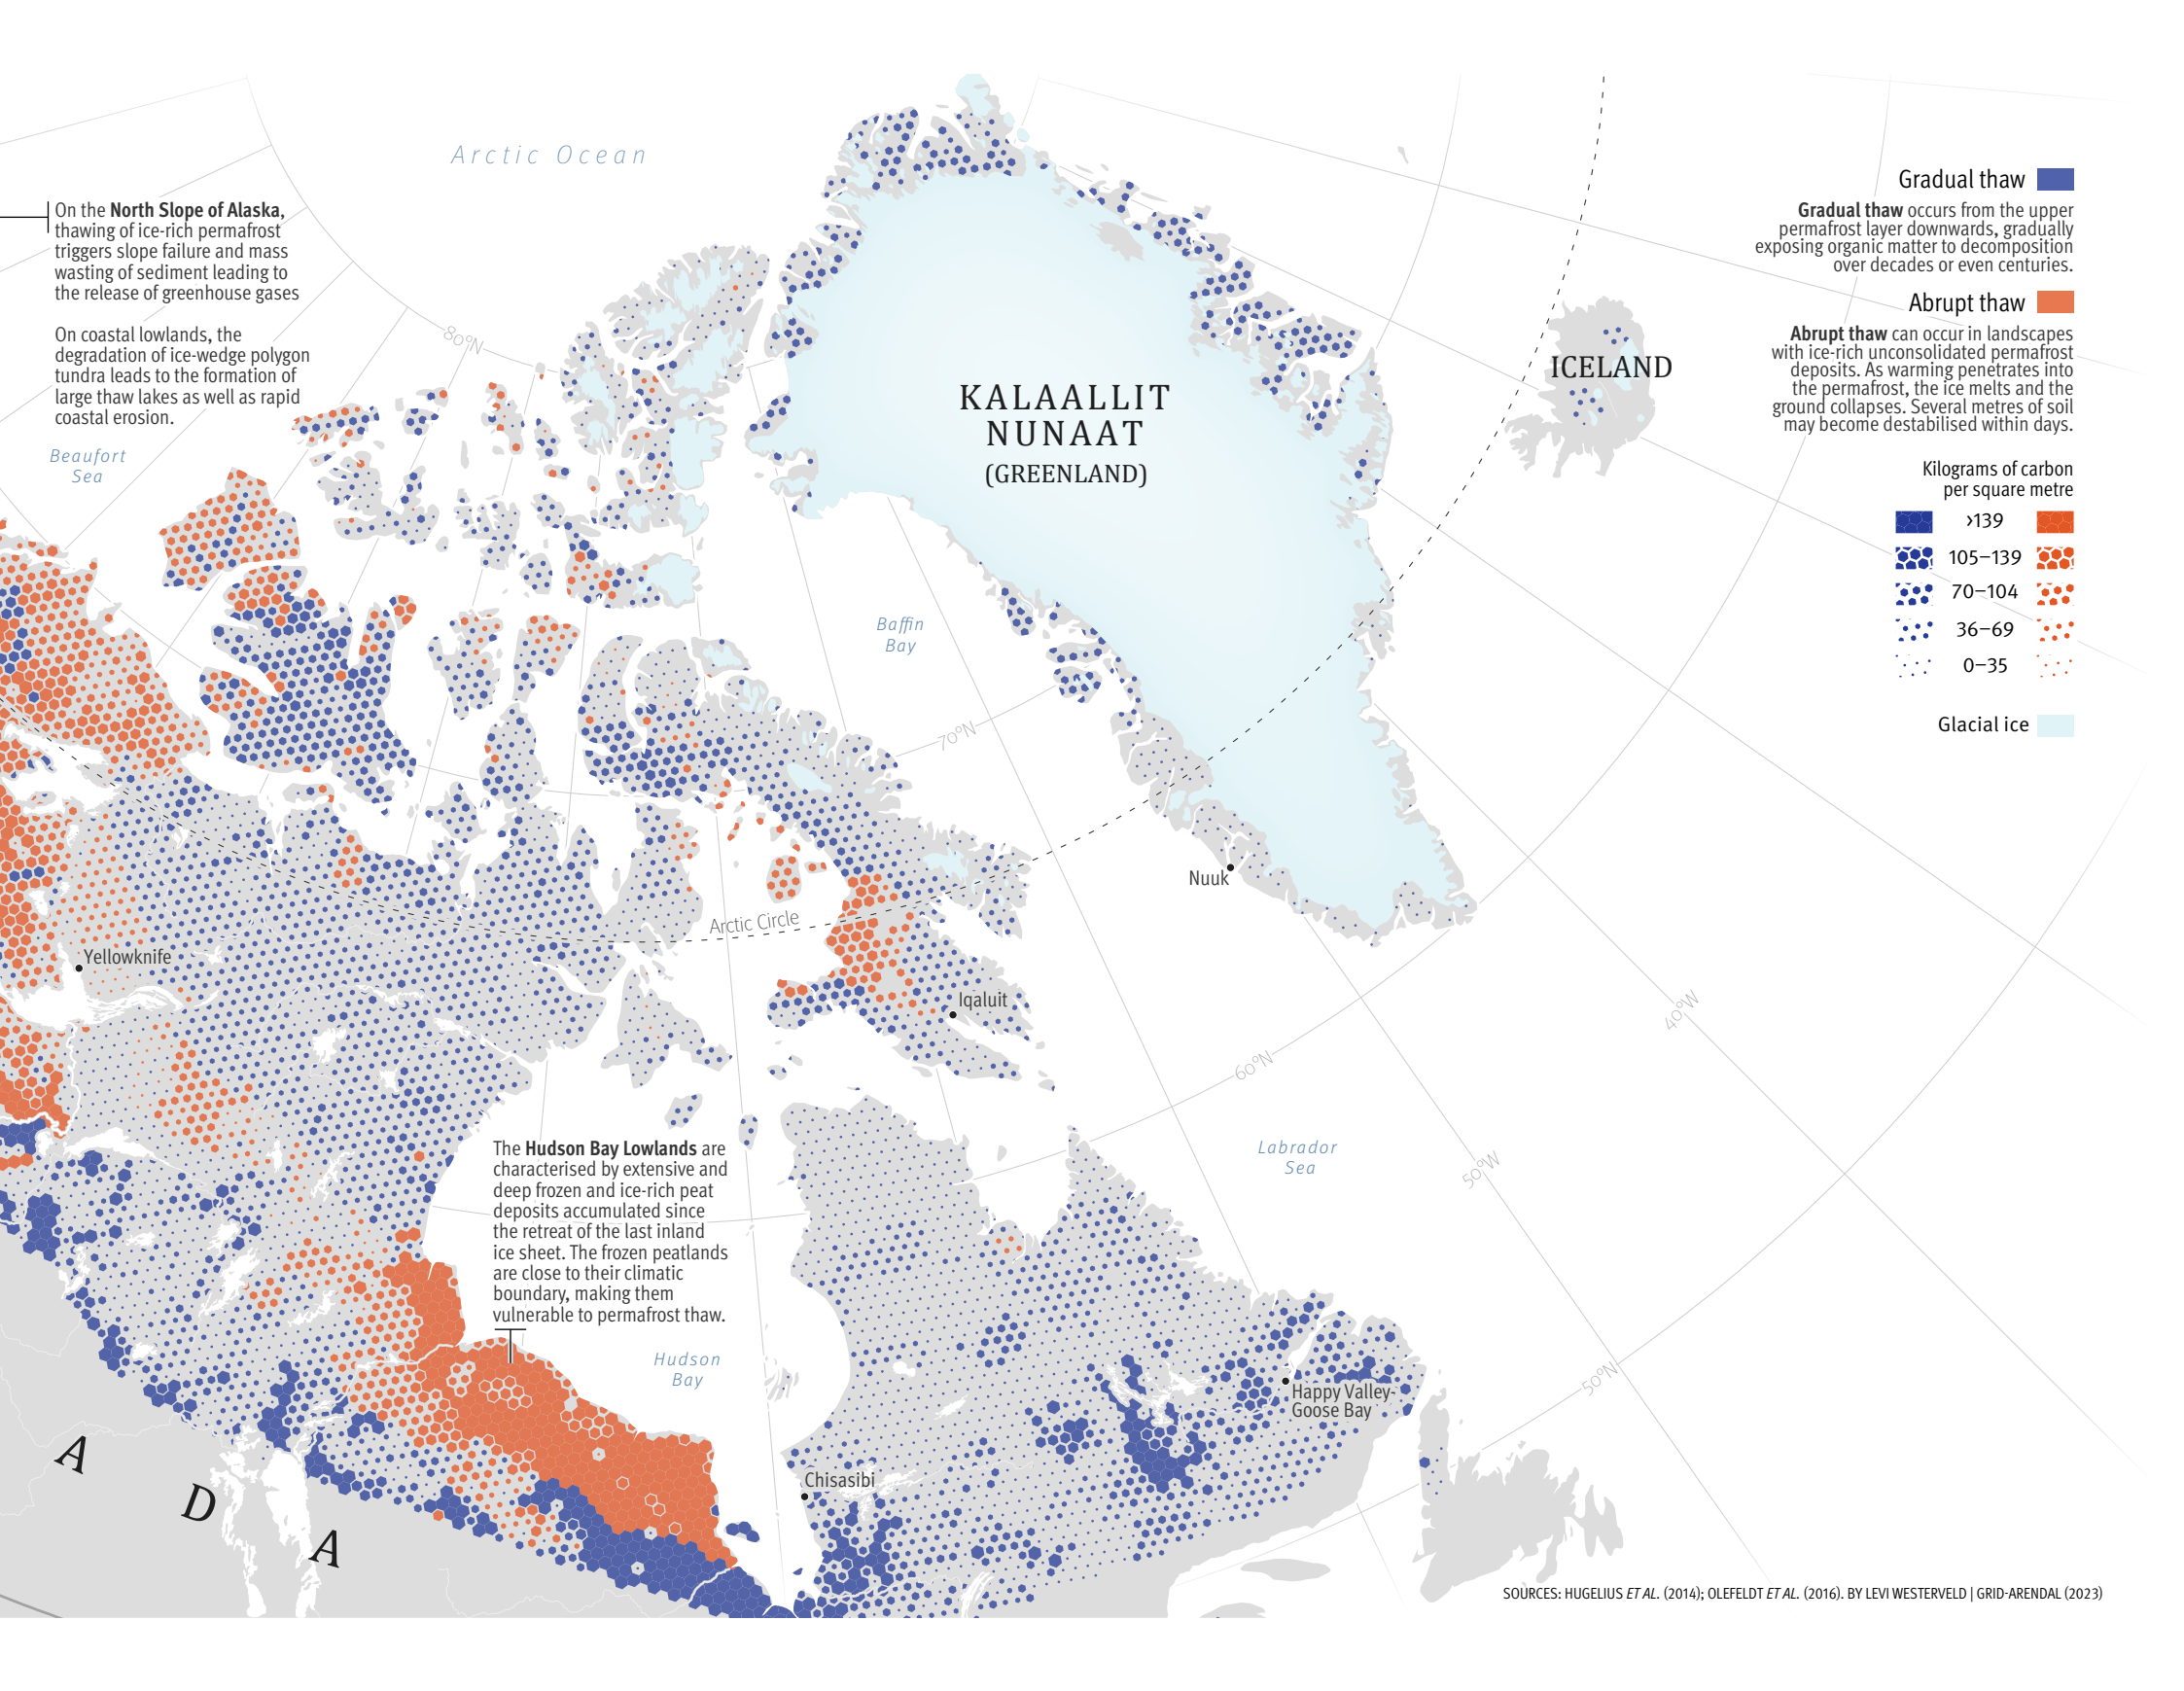 Arctic Ocean
On the North Slope of Alaska,
thawing of ice-rich permafrost
triggers slope failure and mass
wasting of sediment leading to
the release of greenhouse gases
On coastal lowlands, the
degradation of ice-wedge polygon
tundra leads to the formation of
large thaw lakes as well as rapid
coastal erosion.
Beaufort
Sea
80°N
KALAALLIT
NUNAAT
(GREENLAND)
ICELAND
Gradual thaw
Gradual thaw occurs from the upper
permafrost layer downwards, gradually
exposing organic matter to decomposition
over decades or even centuries.
Abrupt thaw
Abrupt thaw can occur in landscapes
with ice-rich unconsolidated permafrost
deposits. As warming penetrates into
the permafrost, the ice melts and the
ground collapses. Several metres of soil
may become destabilised within days.
Kilograms of carbon
per square metre
>139
105–139
70–104
36–69
0–35
Glacial ice
Baffin
Bay
70°N
Nuuk
Arctic Circle
Yellowknife
Iqaluit
40°W
60°N
Labrador
Sea
50°W
The Hudson Bay Lowlands are
characterised by extensive and
deep frozen and ice-rich peat
deposits accumulated since
the retreat of the last inland
ice sheet. The frozen peatlands
are close to their climatic
boundary, making them
vulnerable to permafrost thaw.
Hudson
Bay
50°N
Happy Valley-
Goose Bay
Chisasibi
A
D
A
SOURCES: HUGELIUS ET AL. (2014); OLEFELDT ET AL. (2016). BY LEVI WESTERVELD | GRID-ARENDAL (2023)